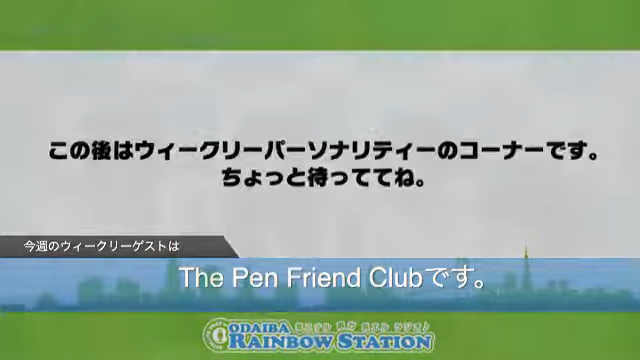 この後はウィークリーパーソナリティーのコーナーです。
ちょっと待っててね。
今週のウィークリーゲストは
The Pen Friend Clubです。
ODAIBA
RAINBOW STATION